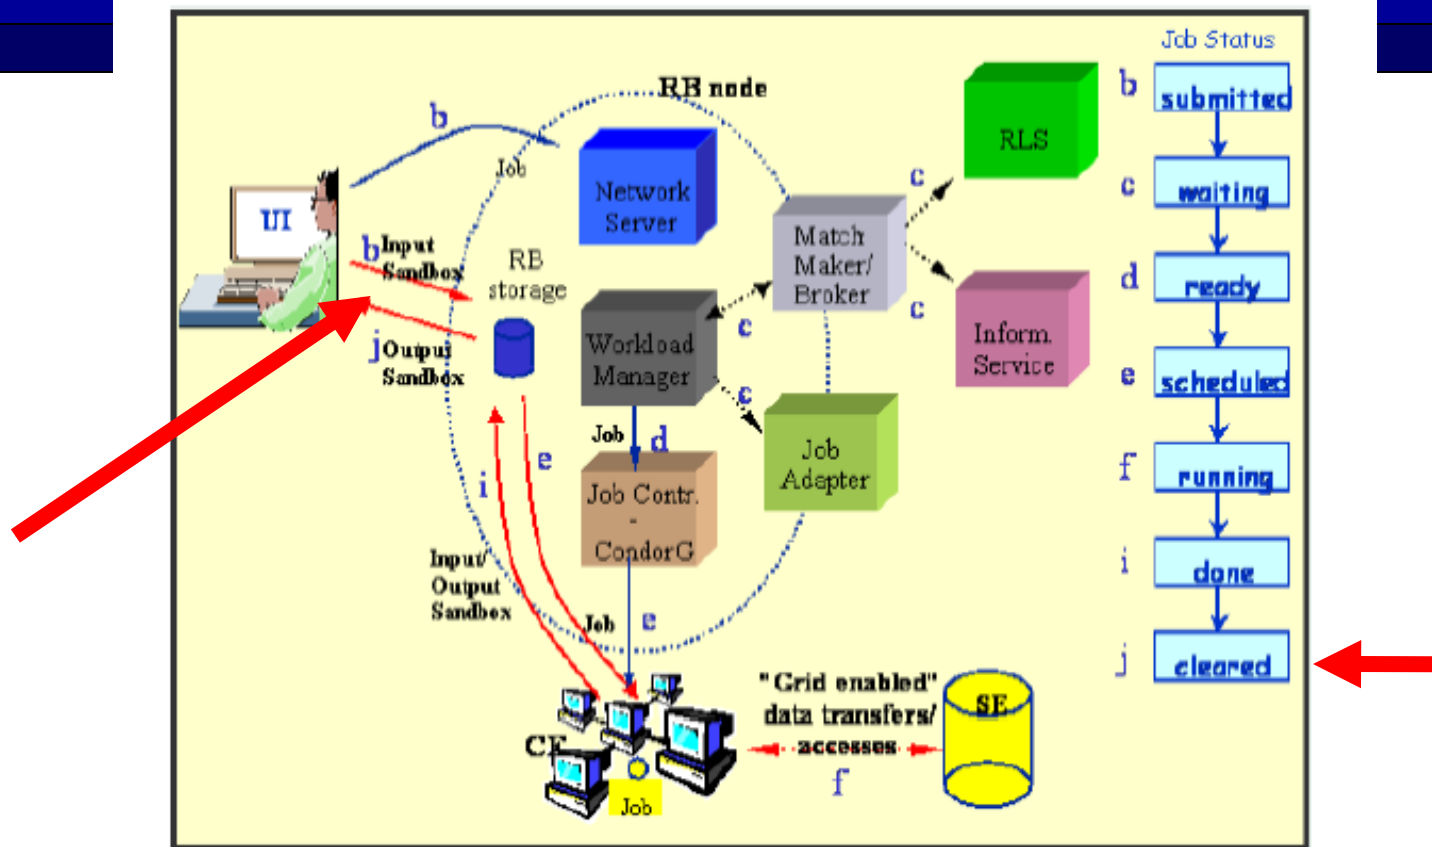 Job Status
RB node
b
submitted
b
RLS
Job
c
Network
Server
c
waiting
UI
b
Input
Sandbox
RB
storage
Match
Maker/
Broker
d
ready
c
c
Inform.
Service
j
Output
Sandbox
Workload
Manager
c
e
scheduled
Job
d
e
Job
Adapter
f
running
i
Job Contr.
-
CondorG
Input/
Output
Sandbox
i
done
Job
e
j
cleared
"Grid enabled"
data transfers/
accesses
SE
CE
f
Job